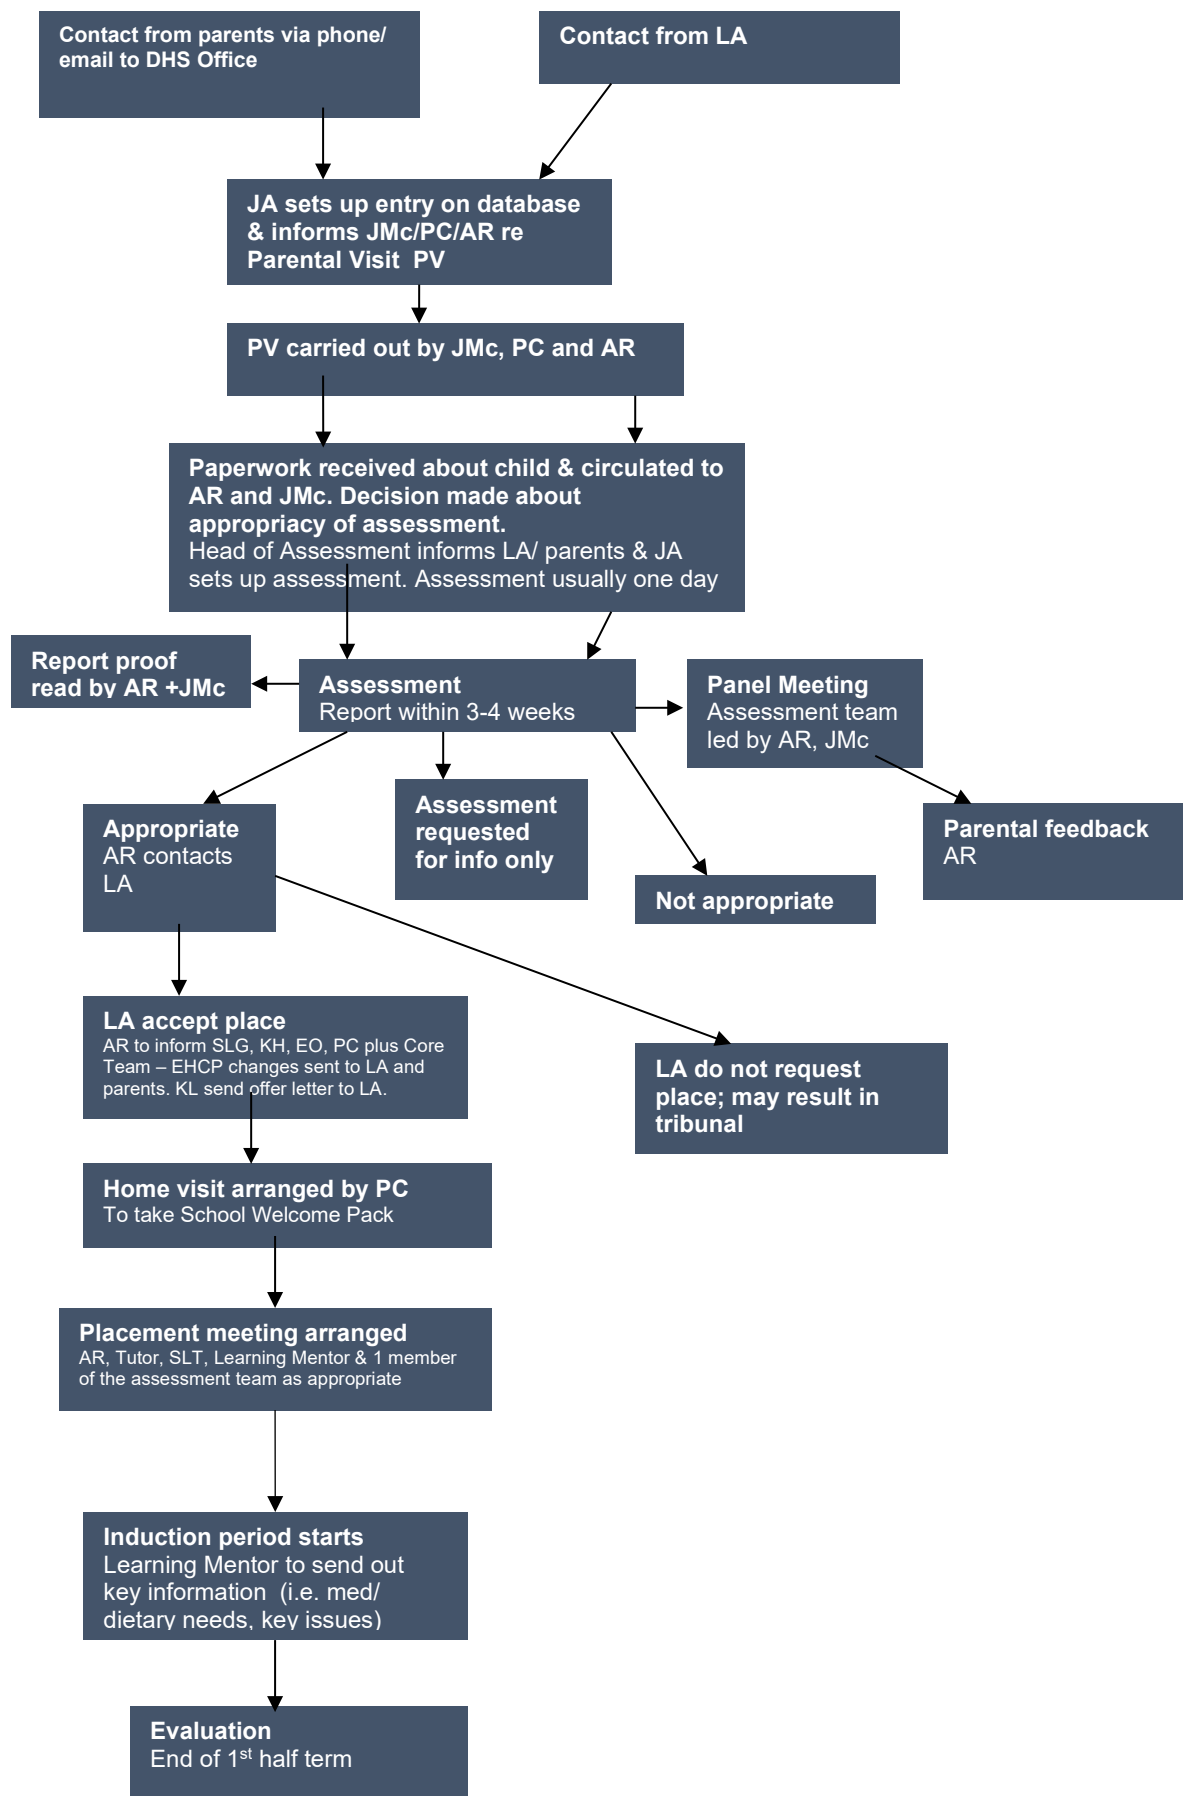 Contact from parents via phone/
email to DHS Office
Contact from LA
JA sets up entry on database
& informs JMc/PC/AR re
Parental Visit  PV
PV carried out by JMc, PC and AR
Paperwork received about child & circulated to
AR and JMc. Decision made about
appropriacy of assessment.
Head of Assessment informs LA/ parents & JA
sets up assessment. Assessment usually one day
Report proof
read by AR +JMc
Assessment
Report within 3-4 weeks
Panel Meeting
Assessment team
led by AR, JMc
Appropriate
AR contacts
LA
Assessment
requested
for info only
Not appropriate
Parental feedback
AR
LA accept place
AR to inform SLG, KH, EO, PC plus Core
Team – EHCP changes sent to LA and
parents. KL send offer letter to LA.
LA do not request
place; may result in
tribunal
Home visit arranged by PC
To take School Welcome Pack
Placement meeting arranged
AR, Tutor, SLT, Learning Mentor & 1 member
of the assessment team as appropriate
Induction period starts
Learning Mentor to send out
key information  (i.e. med/
dietary needs, key issues)
Evaluation
End of 1st half term